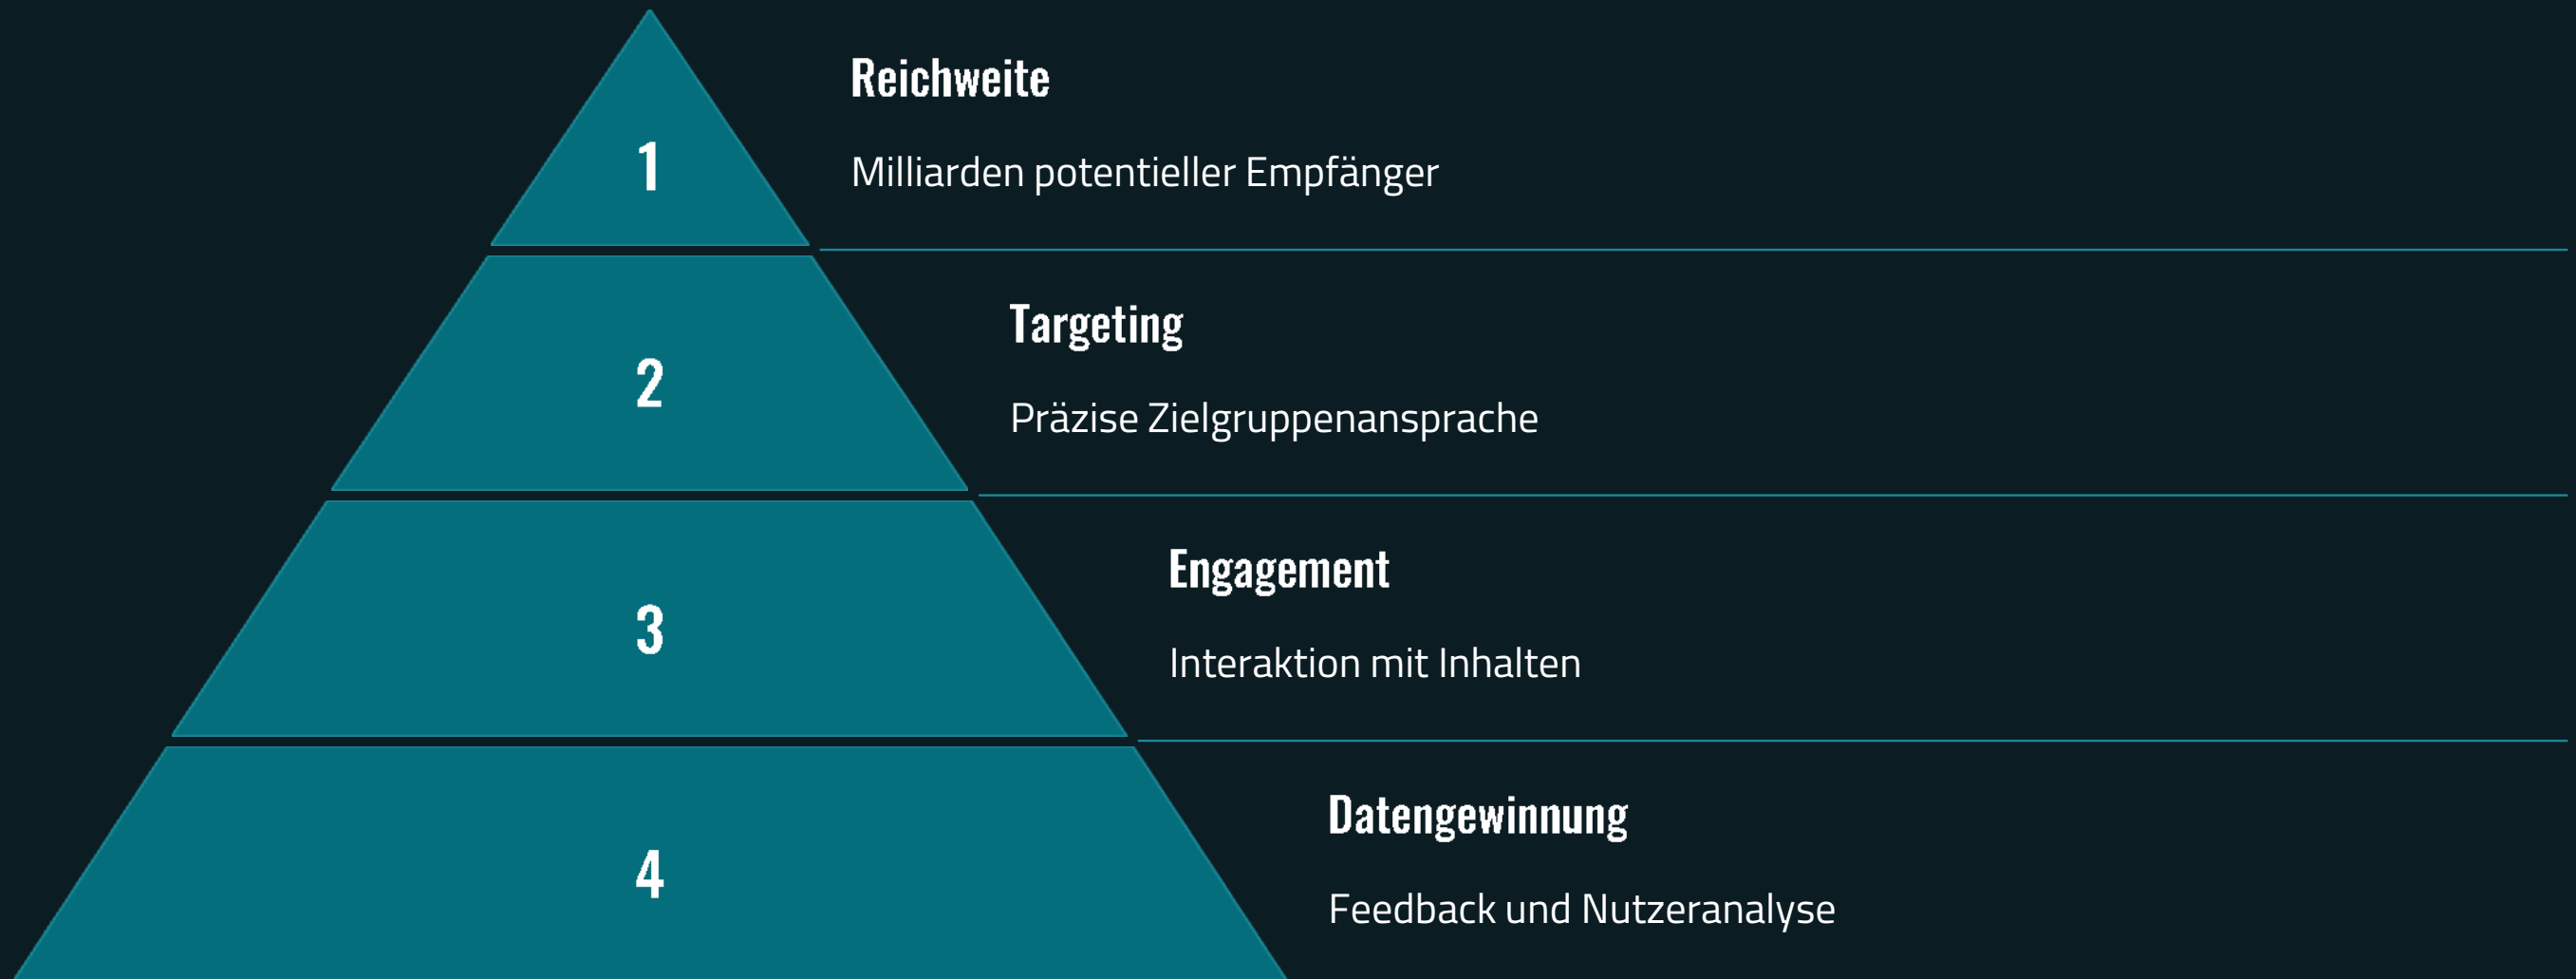 1
Reichweite
Milliarden potentieller Empfänger
2
Targeting
Präzise Zielgruppenansprache
3
Engagement
Interaktion mit Inhalten
4
Datengewinnung
Feedback und Nutzeranalyse